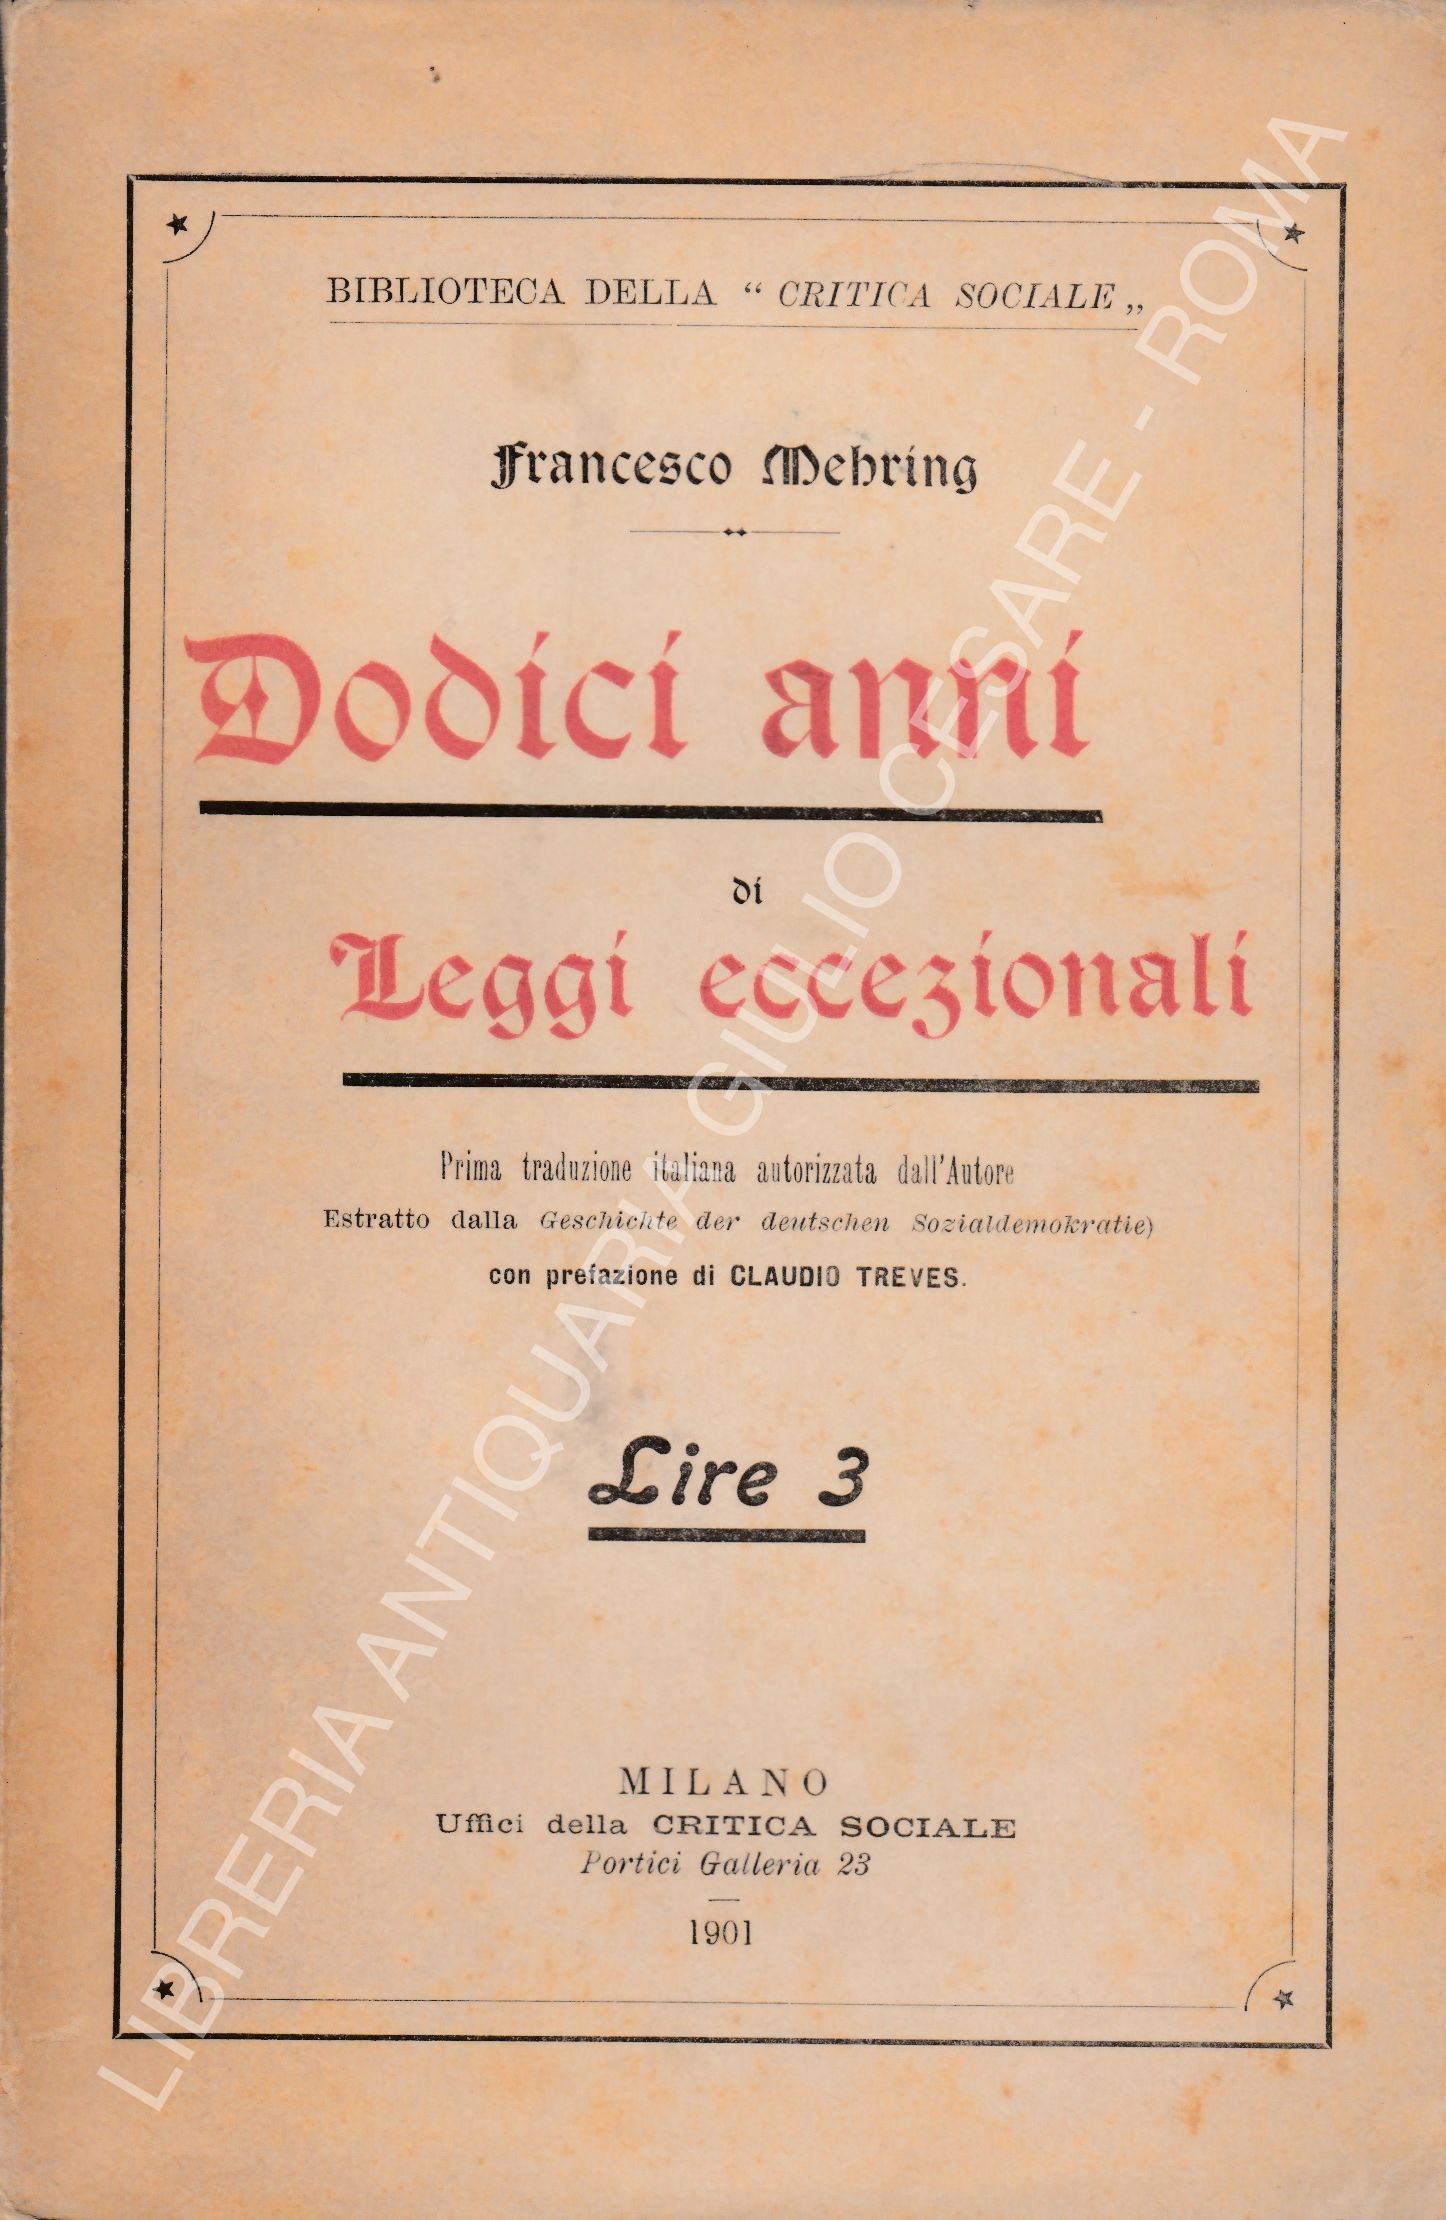 BIBLIOTECA DELLA “ CRITICA SOCIALE „
Francesco Mehring
Dodici anni
di
Leggi eccezionali
Prima traduzione italiana autorizzata dall'Autore
Estratto dalla Geschichte der deutschen Sozialdemokratie)
con prefazione di CLAUDIO TREVES.
Lire 3
MILANO
Uffici della CRITICA SOCIALE
Portici Galleria 23
1901
LIBRERIA ANTIQUARIA GIULIO CESARE - ROMA